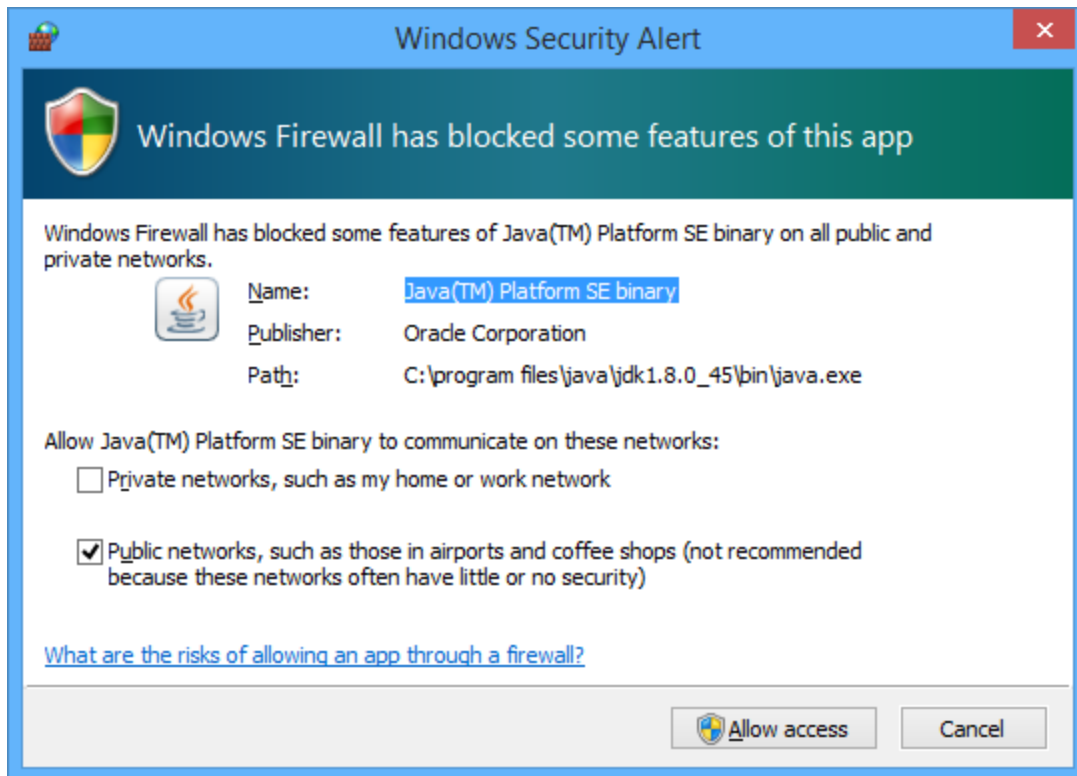 Windows Security Alert
Windows Firewall has blocked some features of this app
Windows Firewall has blocked some features of Java(TM) Platform SE binary on all public and
private networks.
Name: Java(TM) Platform SE binary
Publisher: Oracle Corporation
Path: C:\program files\java\jdk1.8.0_45\bin\java.exe
Allow Java(TM) Platform SE binary to communicate on these networks:
Private networks, such as my home or work network
Public networks, such as those in airports and coffee shops (not recommended
because these networks often have little or no security)
What are the risks of allowing an app through a firewall?
Allow access Cancel